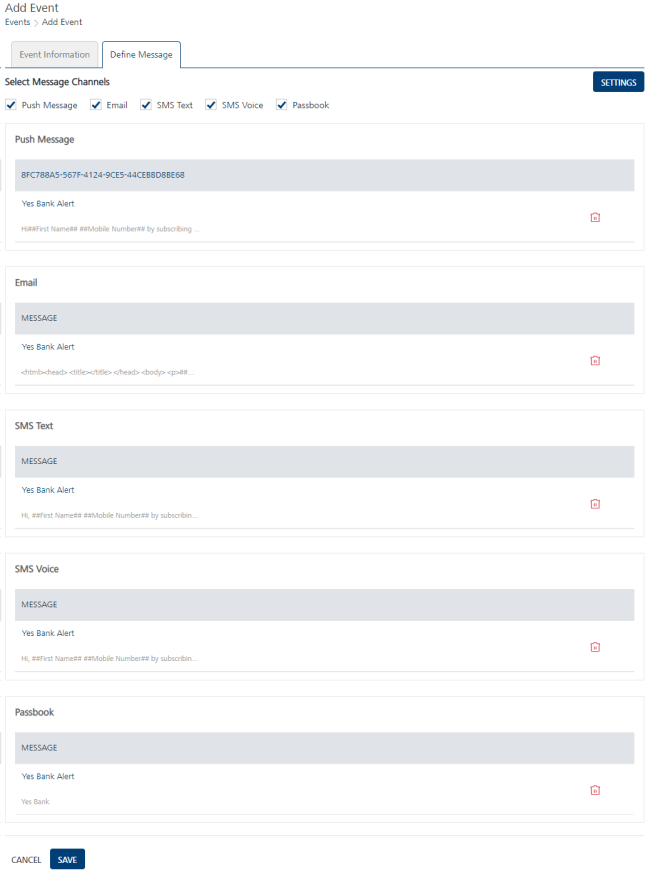 Add Event
Events > Add Event
Event Information
Define Message
Select Message Channels
SETTINGS
Push Message
Email
SMS Text
SMS Voice
Passbook
Push Message
8FC788A5-567F-4124-9CE5-44CEB8D8BE68
Yes Bank Alert
Hi##First Name## ##Mobile Number## by subscribing ...
Email
MESSAGE
Yes Bank Alert
<html><head> <title></title> </head> <body> <p>##...
SMS Text
MESSAGE
Yes Bank Alert
Hi, ##First Name## ##Mobile Number## by subscribin...
SMS Voice
MESSAGE
Yes Bank Alert
Hi, ##First Name## ##Mobile Number## by subscribin...
Passbook
MESSAGE
Yes Bank Alert
Yes Bank
CANCEL
SAVE